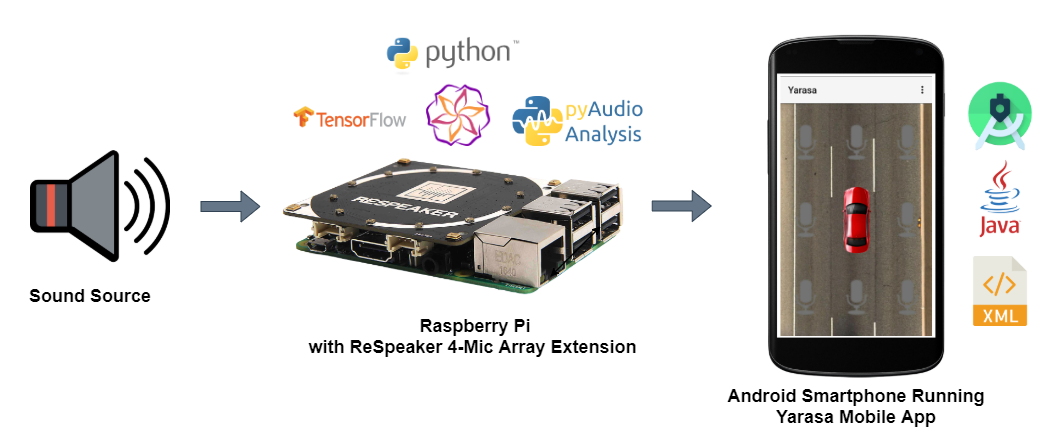 python™
TensorFlow
pyAudio
Analysis
Yarasa
RESPEAKER
Java
XML
Sound Source
Raspberry Pi
with ReSpeaker 4-Mic Array Extension
Android Smartphone Running
Yarasa Mobile App